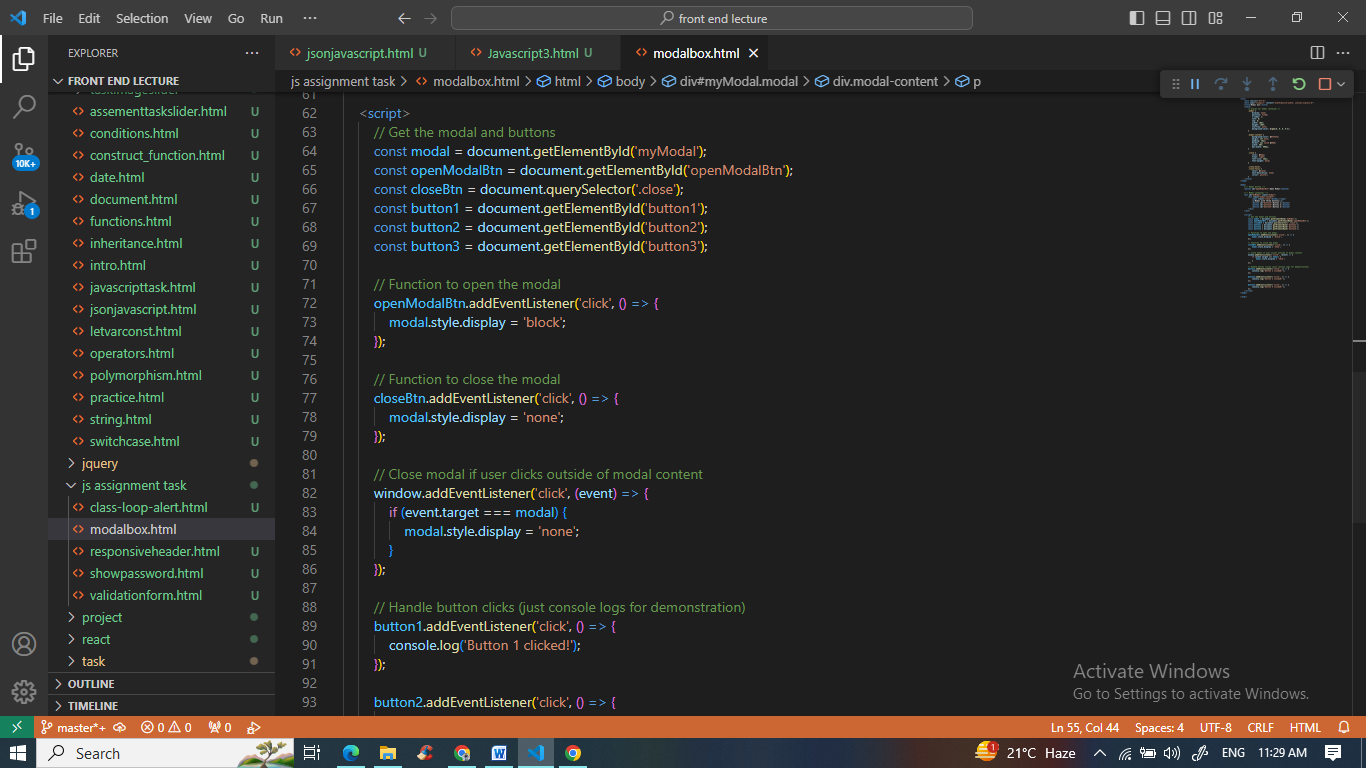 File Edit Selection View Go Run ··· front end lecture
EXPLORER ···
FRONT END LECTURE
taskimageslider
assementtaskslider.html U
conditions.html U
construct_function.html U
date.html U
document.html U
functions.html U
inheritance.html U
intro.html U
javascripttask.html U
jsonjavascript.html U
letvarconst.html U
operators.html U
polymorphism.html U
practice.html U
string.html U
switchcase.html U
jquery
js assignment task
class-loop-alert.html U
modalbox.html
responsiveheader.html U
showpassword.html U
validationform.html U
project
react
task
OUTLINE
TIMELINE
10K+
1
jsonjavascript.html U Javascript3.html U modalbox.html
js assignment task > modalbox.html > html > body > div#myModal.modal > div.modal-content > p
61
62 <script>
63 // Get the modal and buttons
64 const modal = document.getElementById('myModal');
65 const openModalBtn = document.getElementById('openModalBtn');
66 const closeBtn = document.querySelector('.close');
67 const button1 = document.getElementById('button1');
68 const button2 = document.getElementById('button2');
69 const button3 = document.getElementById('button3');
70
71 // Function to open the modal
72 openModalBtn.addEventListener('click', () => {
73 modal.style.display = 'block';
74 });
75
76 // Function to close the modal
77 closeBtn.addEventListener('click', () => {
78 modal.style.display = 'none';
79 });
80
81 // Close modal if user clicks outside of modal content
82 window.addEventListener('click', (event) => {
83 if (event.target === modal) {
84 modal.style.display = 'none';
85 }
86 });
87
88 // Handle button clicks (just console logs for demonstration)
89 button1.addEventListener('click', () => {
90 console.log('Button 1 clicked!');
91 });
92
93 button2.addEventListener('click', () => {
Activate Windows
Go to Settings to activate Windows.
master*+ 0 0 0 Ln 55, Col 44 Spaces: 4 UTF-8 CRLF HTML
Search 1 21°C Haze ENG 11:29 AM